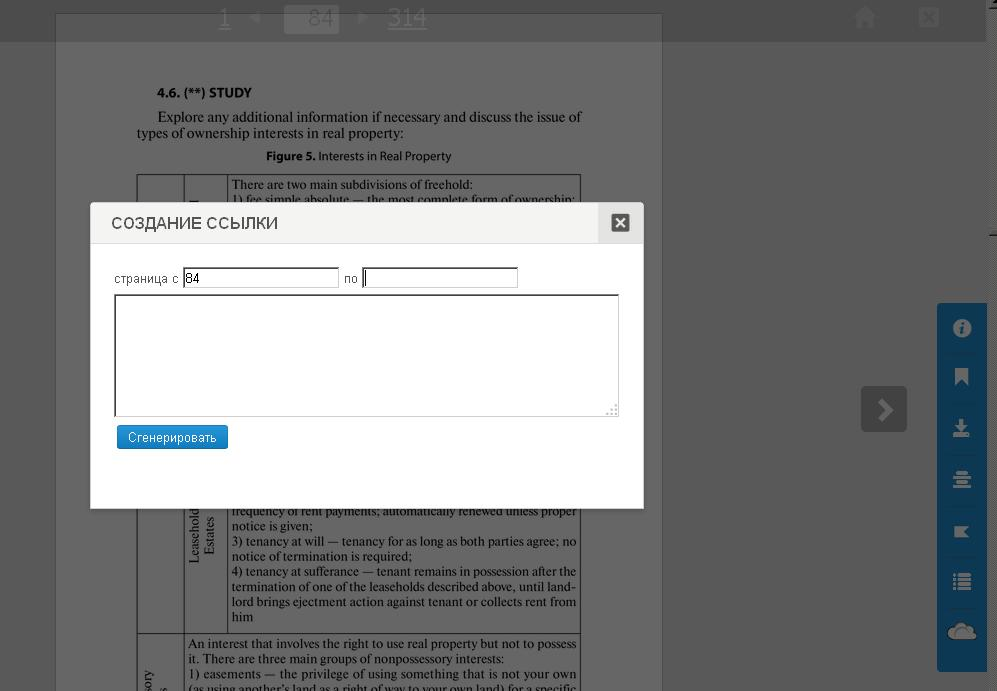 1 84 314
4.6. (**) STUDY
Explore any additional information if necessary and discuss the issue of
types of ownership interests in real property:
Figure 5. Interests in Real Property
There are two main subdivisions of freehold:
1) fee simple absolute — the most complete form of ownership;
СОЗДАНИЕ ССЫЛКИ
страница с 84 по
Сгенерировать
Leasehold
Estates
frequency of rent payments; automatically renewed unless proper
notice is given;
3) tenancy at will — tenancy for as long as both parties agree; no
notice of termination is required;
4) tenancy at sufferance — tenant remains in possession after the
termination of one of the leaseholds described above, until land-
lord brings ejectment action against tenant or collects rent from
him
An interest that involves the right to use real property but not to possess
it. There are three main groups of nonpossessory interests:
1) easements — the privilege of using something that is not your own
(as using another's land as a right of way to your own land) for a specific